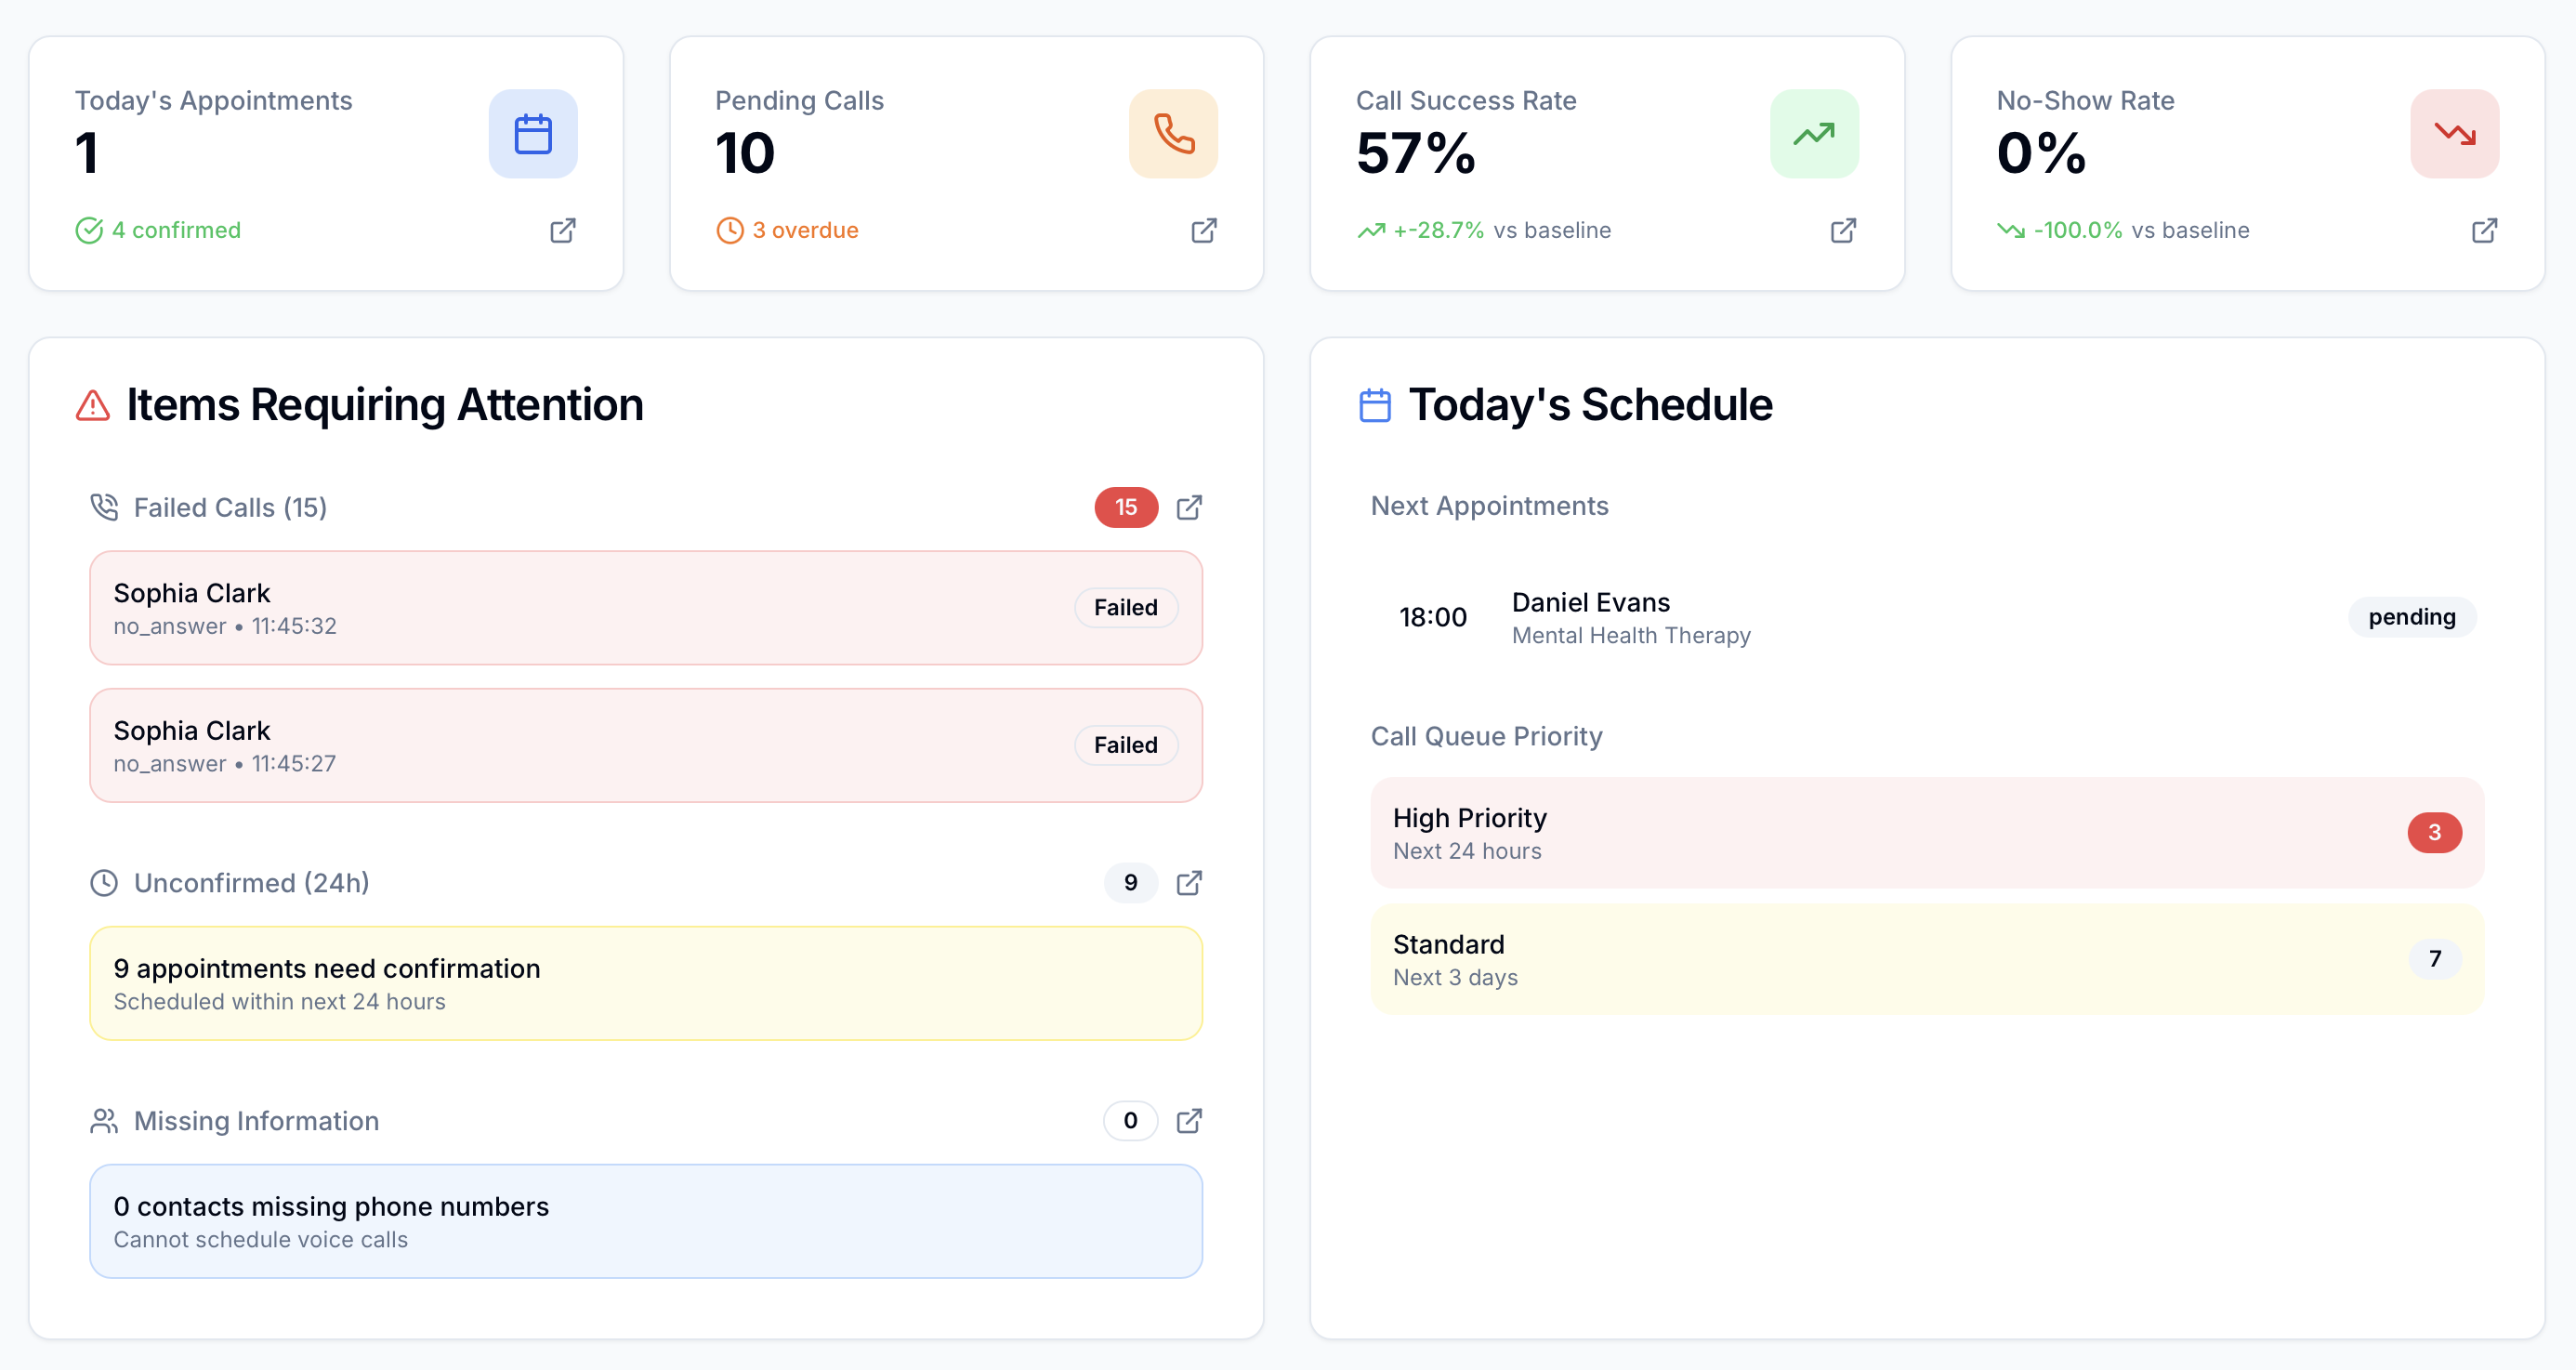 Today's Appointments
1
4 confirmed
Pending Calls
10
3 overdue
Call Success Rate
57%
+-28.7% vs baseline
No-Show Rate
0%
-100.0% vs baseline
Items Requiring Attention
Failed Calls (15)
15
Sophia Clark
no_answer • 11:45:32
Failed
Sophia Clark
no_answer • 11:45:27
Failed
Unconfirmed (24h)
9
9 appointments need confirmation
Scheduled within next 24 hours
Missing Information
0
0 contacts missing phone numbers
Cannot schedule voice calls
Today's Schedule
Next Appointments
18:00
Daniel Evans
Mental Health Therapy
pending
Call Queue Priority
High Priority
Next 24 hours
3
Standard
Next 3 days
7